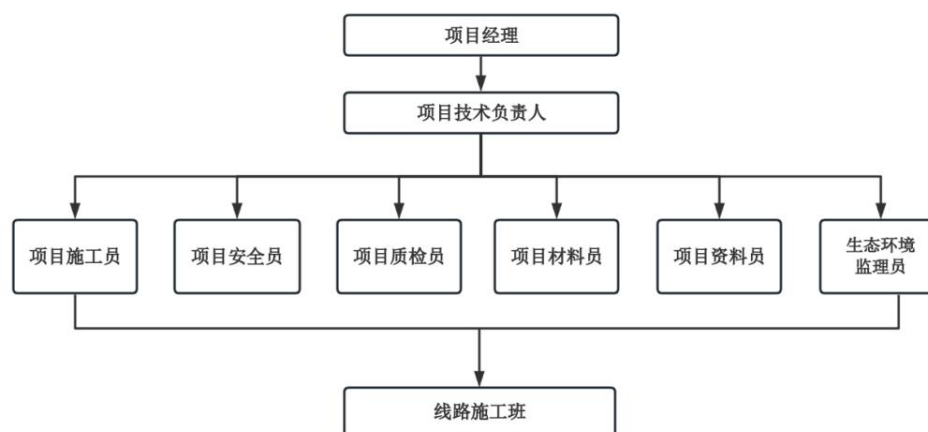 项目经理
项目技术负责人
项目施工员
项目安全员
项目质检员
项目材料员
项目资料员
生态环境
监理员
线路施工班